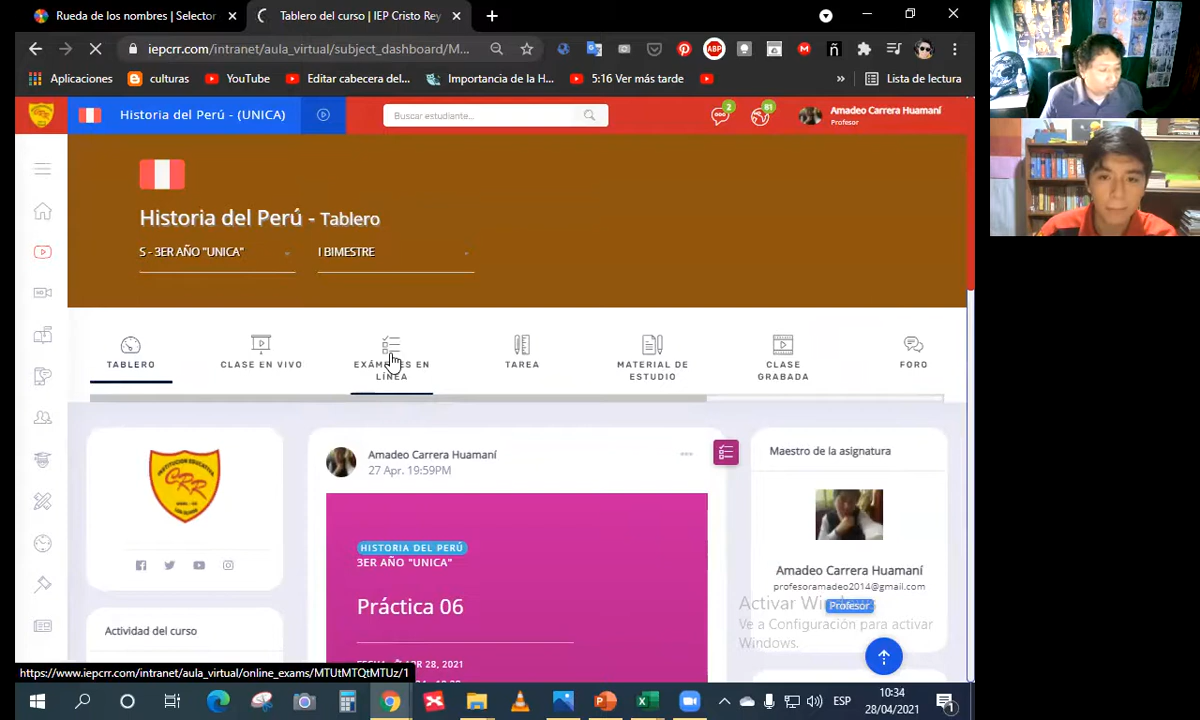 Rueda de los nombres | Selector
Tablero del curso | IEP Cristo Rey
iepcrr.com/intranet/aula_virtual/subject_dashboard/M...
Aplicaciones
culturas
YouTube
Editar cabecera del...
Importancia de la H...
5:16 Ver más tarde
»
Lista de lectura
Historia del Perú - (UNICA)
Buscar estudiante...
2
81
Amadeo Carrera Huamaní
Profesor
Historia del Perú - Tablero
S - 3ER AÑO "UNICA"
I BIMESTRE
TABLERO
CLASE EN VIVO
EXÁMENES EN
LÍNEA
TAREA
MATERIAL DE
ESTUDIO
CLASE
GRABADA
FORO
INSTITUCION EDUCATIVA
CRR
Actividad del curso
Amadeo Carrera Huamaní
27 Apr. 19:59PM
HISTORIA DEL PERÚ
3ER AÑO "UNICA"
Práctica 06
Maestro de la asignatura
Amadeo Carrera Huamaní
profesoramadeo2014@gmail.com
Profesor
Activar Windows
Ve a Configuración para activar
Windows.
https://www.iepcrr.com/intranet/aula_virtual/online_exams/MTUtMTQtMTUz/1
ESP
10:34
28/04/2021